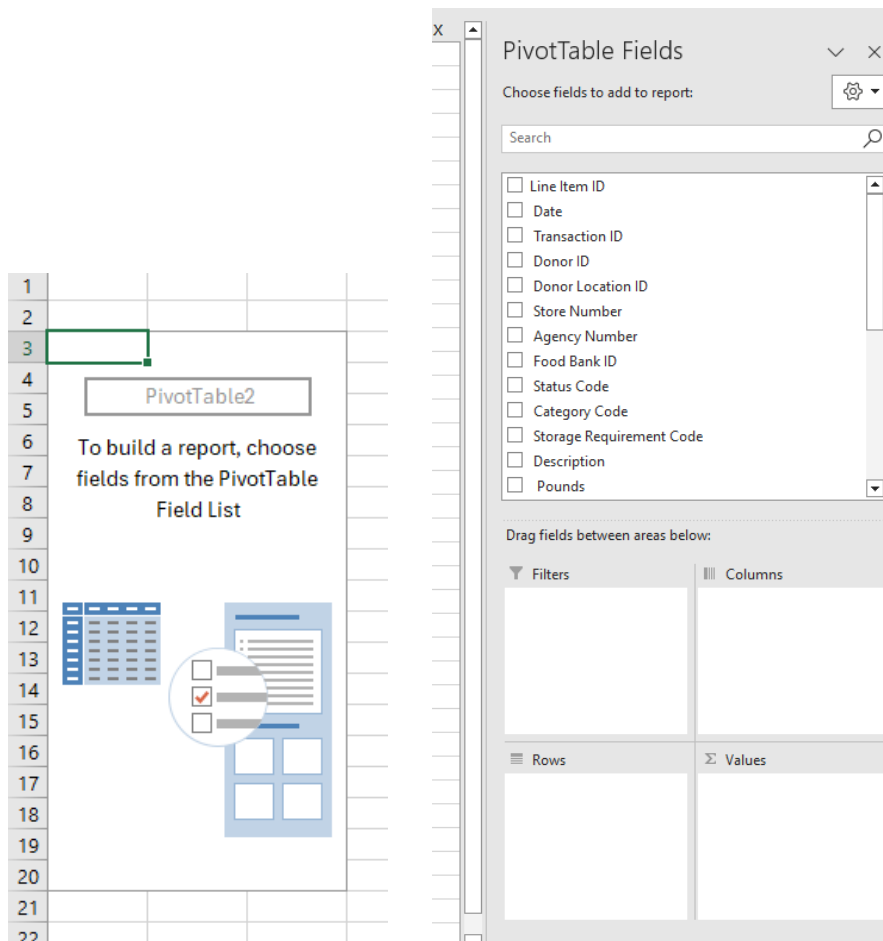 1
2
3
4
5
6
7
8
9
10
11
12
13
14
15
16
17
18
19
20
21
22
PivotTable2
To build a report, choose
fields from the PivotTable
Field List
X
PivotTable Fields
Choose fields to add to report:
Search
Line Item ID
Date
Transaction ID
Donor ID
Donor Location ID
Store Number
Agency Number
Food Bank ID
Status Code
Category Code
Storage Requirement Code
Description
Pounds
Drag fields between areas below:
Filters
Columns
Rows
Σ Values